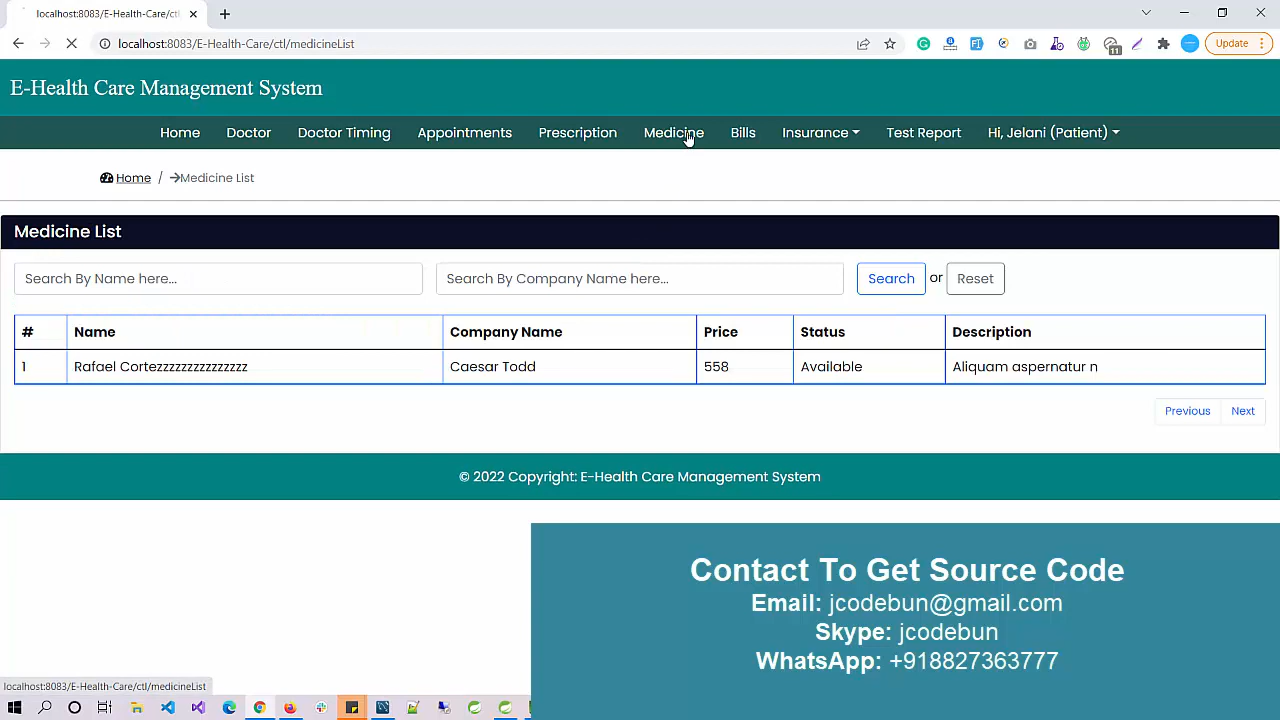 localhost:8083/E-Health-Care/ctl
localhost:8083/E-Health-Care/ctl/medicineList
Update
11
E-Health Care Management System
Home Doctor Doctor Timing Appointments Prescription Medicine Bills Insurance Test Report Hi, Jelani (Patient)
Home / Medicine List
Medicine List
Search By Name here... Search By Company Name here... Search or Reset
# Name Company Name Price Status Description
1 Rafael Cortezzzzzzzzzzzzzzz Caesar Todd 558 Available Aliquam aspernatur n
Previous Next
© 2022 Copyright: E-Health Care Management System
Contact To Get Source Code
Email: jcodebun@gmail.com
Skype: jcodebun
WhatsApp: +918827363777
localhost:8083/E-Health-Care/ctl/medicineList